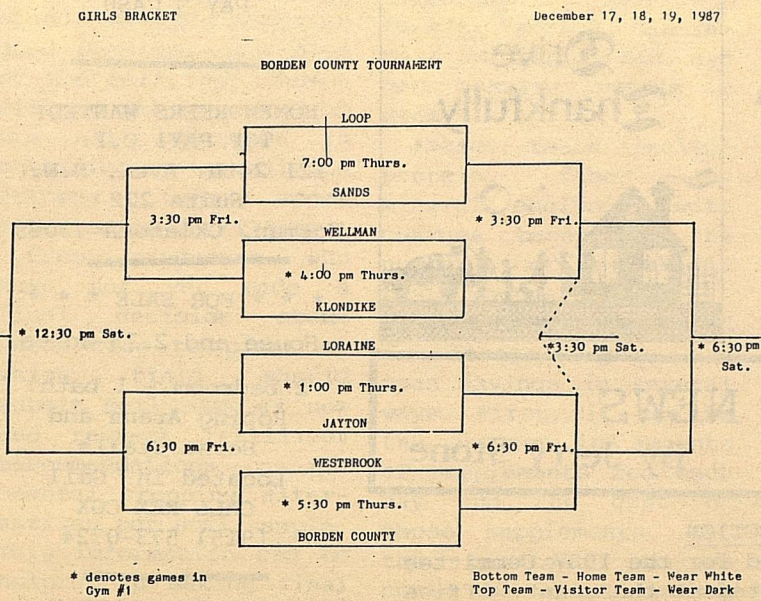 GIRLS BRACKET
December 17, 18, 19, 1987
BORDEN COUNTY TOURNAMENT
LOOP
7:00 pm Thurs.
SANDS
3:30 pm Fri.
* 3:30 pm Fri.
WELLMAN
* 4:00 pm Thurs.
KLONDIKE
* 12:30 pm Sat.
LORAINE
*3:30 pm Sat.
* 6:30 pm
Sat.
* 1:00 pm Thurs.
JAYTON
6:30 pm Fri.
* 6:30 pm Fri.
WESTBROOK
* 5:30 pm Thurs.
BORDEN COUNTY
* denotes games in
Gym #1
Bottom Team - Home Team - Wear White
Top Team - Visitor Team - Wear Dark